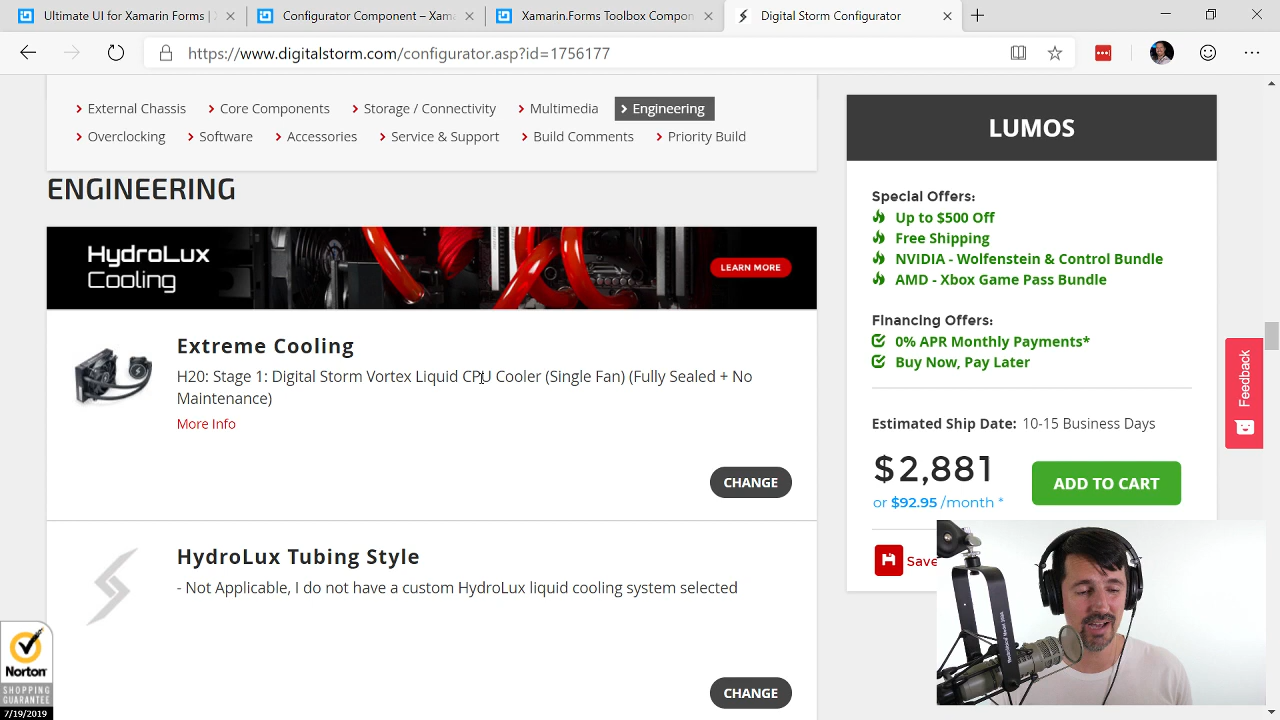 Ultimate UI for Xamarin Forms |
Configurator Component – Xam
Xamarin.Forms Toolbox Compon
Digital Storm Configurator
https://www.digitalstorm.com/configurator.asp?id=1756177
External Chassis
Core Components
Storage / Connectivity
Multimedia
Engineering
Overclocking
Software
Accessories
Service & Support
Build Comments
Priority Build
ENGINEERING
HydroLux
Cooling
LEARN MORE
Extreme Cooling
H20: Stage 1: Digital Storm Vortex Liquid CPU Cooler (Single Fan) (Fully Sealed + No
Maintenance)
More Info
CHANGE
HydroLux Tubing Style
- Not Applicable, I do not have a custom HydroLux liquid cooling system selected
CHANGE
LUMOS
Special Offers:
Up to $500 Off
Free Shipping
NVIDIA - Wolfenstein & Control Bundle
AMD - Xbox Game Pass Bundle
Financing Offers:
0% APR Monthly Payments*
Buy Now, Pay Later
Estimated Ship Date: 10-15 Business Days
$2,881
or $92.95 /month *
ADD TO CART
Save
Feedback
Norton
SHOPPING
GUARANTEE
7/19/2019